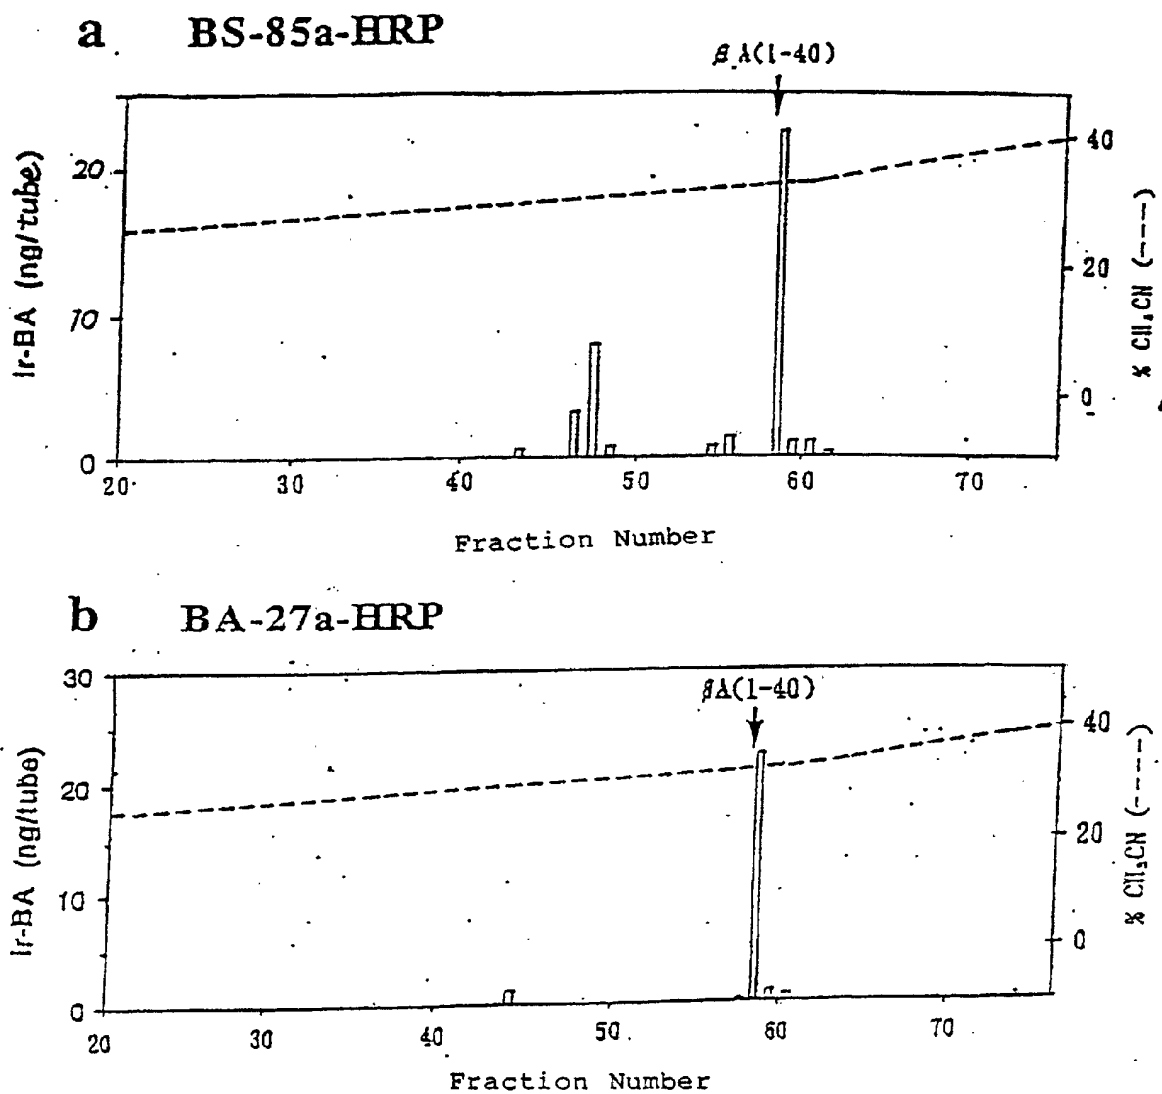 a BS-85a-HRP
β A(1-40)
Ir-BA (ng/tube)
20
10
0
40
20
0
% CH₃CN (---)
20 30 40 50 60 70
Fraction Number
b BA-27a-HRP
βA(1-40)
Ir-BA (ng/tube)
30
20
10
0
40
20
0
% CH₃CN (----)
20 30 40 50 60 70
Fraction Number